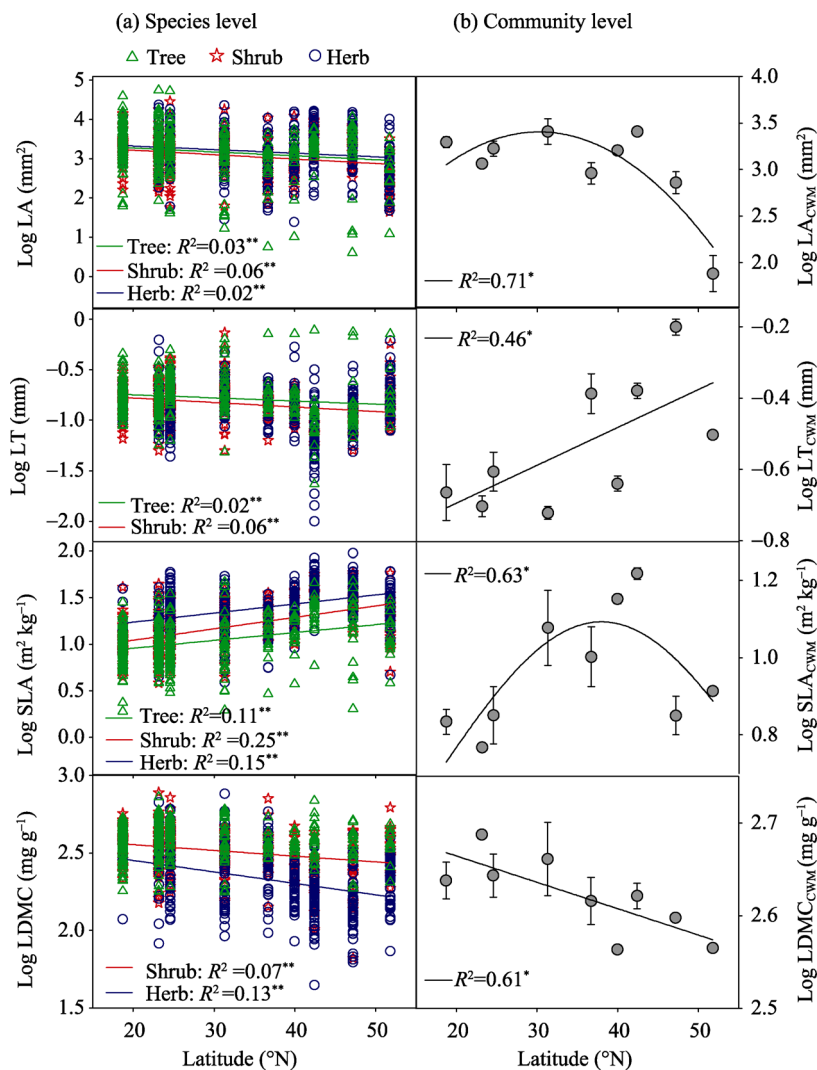 (a) Species level
(b) Community level
Tree
Shrub
Herb
Log LA (mm²)
5
4
3
2
1
0
Tree: R²=0.03**
Shrub: R² =0.06**
Herb: R² =0.02**
R²=0.71*
4.0
3.5
3.0
2.5
2.0
Log LA_CWM (mm²)
Log LT (mm)
0
−0.5
−1.0
−1.5
−2.0
Tree: R²=0.02**
Shrub: R² =0.06**
R²=0.46*
−0.2
−0.4
−0.6
−0.8
Log LT_CWM (mm)
Log SLA (m² kg⁻¹)
2.0
1.5
1.0
0.5
0.0
Tree: R²=0.11**
Shrub: R² =0.25**
Herb: R² =0.15**
R²=0.63*
1.2
1.0
0.8
Log SLA_CWM (m² kg⁻¹)
Log LDMC (mg g⁻¹)
3.0
2.5
2.0
1.5
Shrub: R² =0.07**
Herb: R² =0.13**
R²=0.61*
2.7
2.6
2.5
Log LDMC_CWM (mg g⁻¹)
20 30 40 50
20 30 40 50
Latitude (°N)
Latitude (°N)